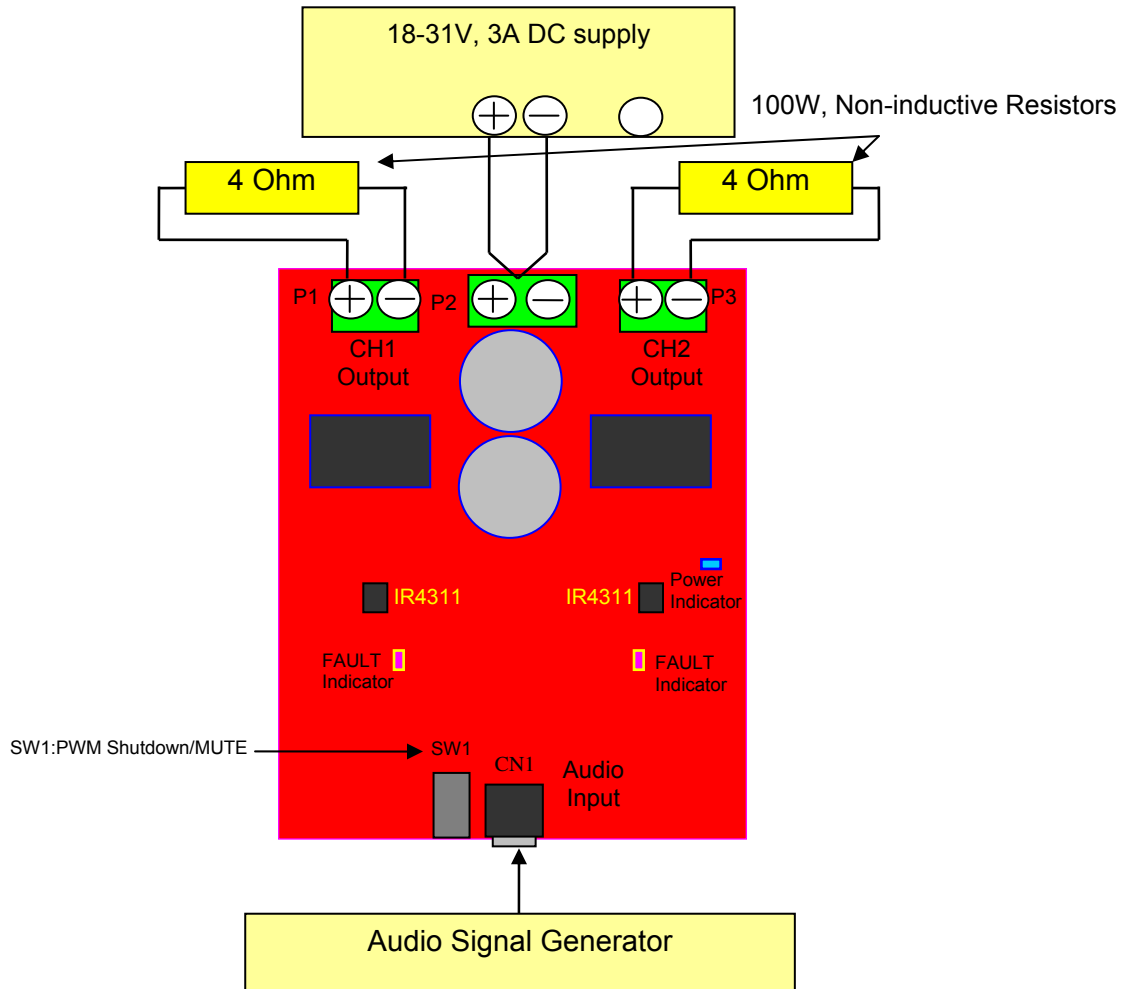 18-31V, 3A DC supply
100W, Non-inductive Resistors
4 Ohm
4 Ohm
P1
P2
P3
CH1
Output
CH2
Output
IR4311
IR4311
Power
Indicator
FAULT
Indicator
FAULT
Indicator
SW1:PWM Shutdown/MUTE
SW1
CN1
Audio
Input
Audio Signal Generator